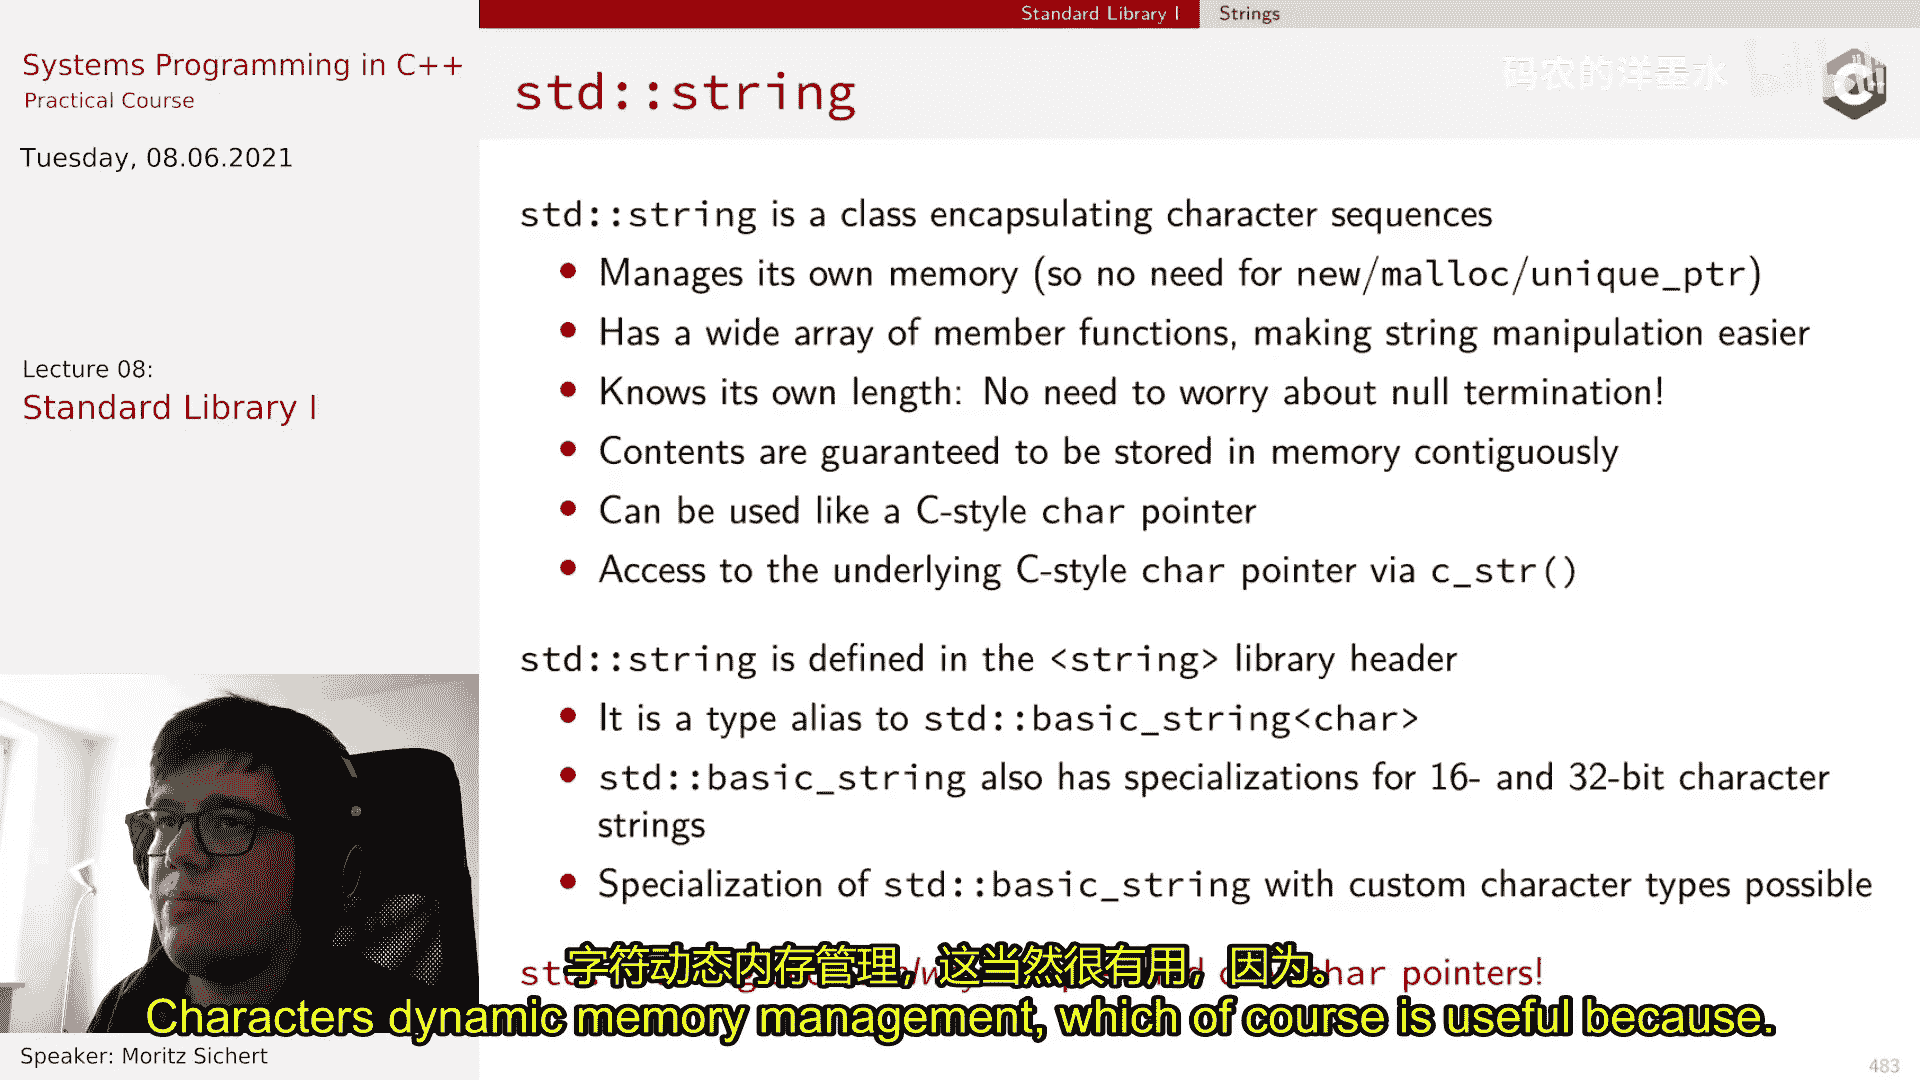 Standard Library I
Strings
Systems Programming in C++
Practical Course
Tuesday, 08.06.2021
Lecture 08:
Standard Library I
std::string
码农的洋墨水
std::string is a class encapsulating character sequences
• Manages its own memory (so no need for new/malloc/unique_ptr)
• Has a wide array of member functions, making string manipulation easier
• Knows its own length: No need to worry about null termination!
• Contents are guaranteed to be stored in memory contiguously
• Can be used like a C-style char pointer
• Access to the underlying C-style char pointer via c_str()
std::string is defined in the <string> library header
• It is a type alias to std::basic_string<char>
• std::basic_string also has specializations for 16- and 32-bit character
strings
• Specialization of std::basic_string with custom character types possible
char pointers!
字符动态内存管理，这当然很有用，因为。
Characters dynamic memory management, which of course is useful because.
Speaker: Moritz Sichert
483